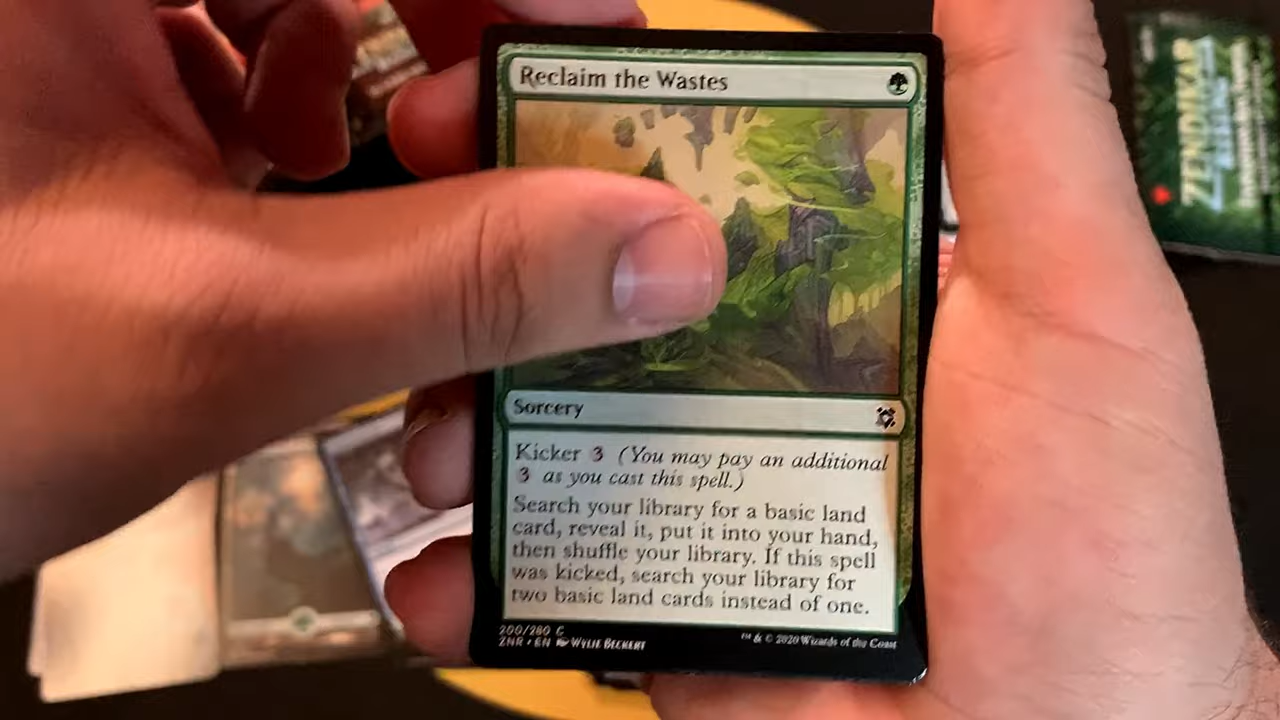 Reclaim the Wastes
ZENDIKAR
Sorcery
Kicker 3 (You may pay an additional
3 as you cast this spell.)
Search your library for a basic land
card, reveal it, put it into your hand,
then shuffle your library. If this spell
was kicked, search your library for
two basic land cards instead of one.
200/280 C
ZNR • EN Wylie Beckert
™ & © 2020 Wizards of the Coast